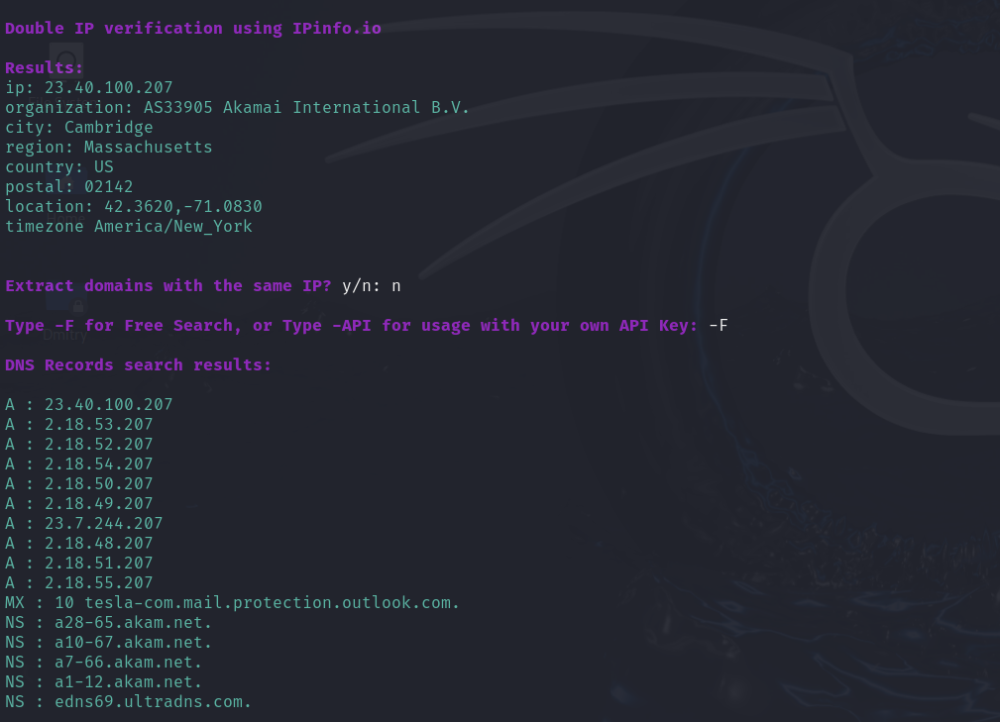 Double IP verification using IPinfo.io
Results:
ip: 23.40.100.207
organization: AS33905 Akamai International B.V.
city: Cambridge
region: Massachusetts
country: US
postal: 02142
location: 42.3620,-71.0830
timezone America/New_York
Extract domains with the same IP? y/n: n
Type -F for Free Search, or Type -API for usage with your own API Key: -F
Dmitry
DNS Records search results:
A : 23.40.100.207
A : 2.18.53.207
A : 2.18.52.207
A : 2.18.54.207
A : 2.18.50.207
A : 2.18.49.207
A : 23.7.244.207
A : 2.18.48.207
A : 2.18.51.207
A : 2.18.55.207
MX : 10 tesla-com.mail.protection.outlook.com.
NS : a28-65.akam.net.
NS : a10-67.akam.net.
NS : a7-66.akam.net.
NS : a1-12.akam.net.
NS : edns69.ultradns.com.